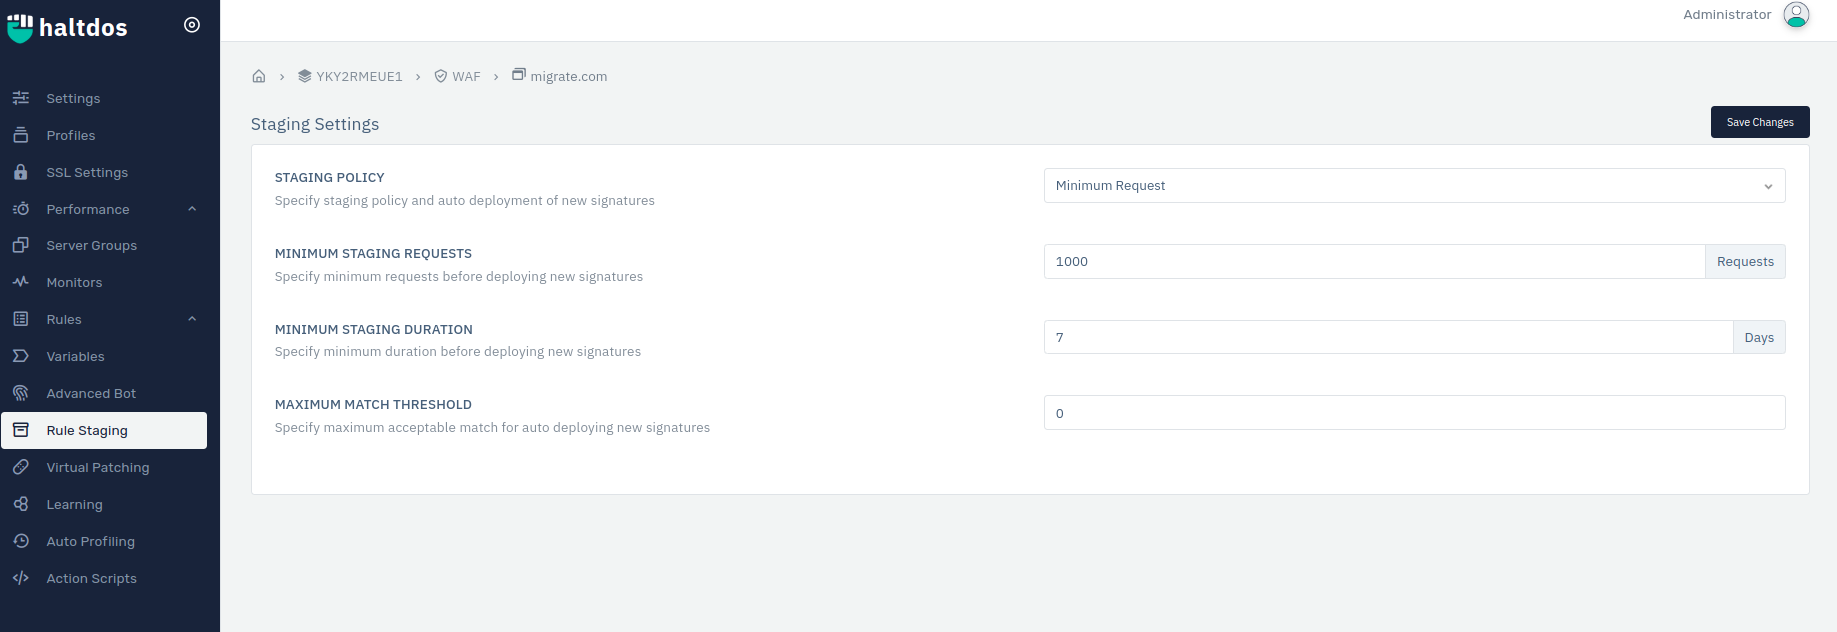 haltdos
Administrator
YKY2RMEUE1 WAF migrate.com
Settings
Profiles
SSL Settings
Performance
Server Groups
Monitors
Rules
Variables
Advanced Bot
Rule Staging
Virtual Patching
Learning
Auto Profiling
Action Scripts
Staging Settings
Save Changes
STAGING POLICY
Specify staging policy and auto deployment of new signatures
Minimum Request
MINIMUM STAGING REQUESTS
Specify minimum requests before deploying new signatures
1000 Requests
MINIMUM STAGING DURATION
Specify minimum duration before deploying new signatures
7 Days
MAXIMUM MATCH THRESHOLD
Specify maximum acceptable match for auto deploying new signatures
0